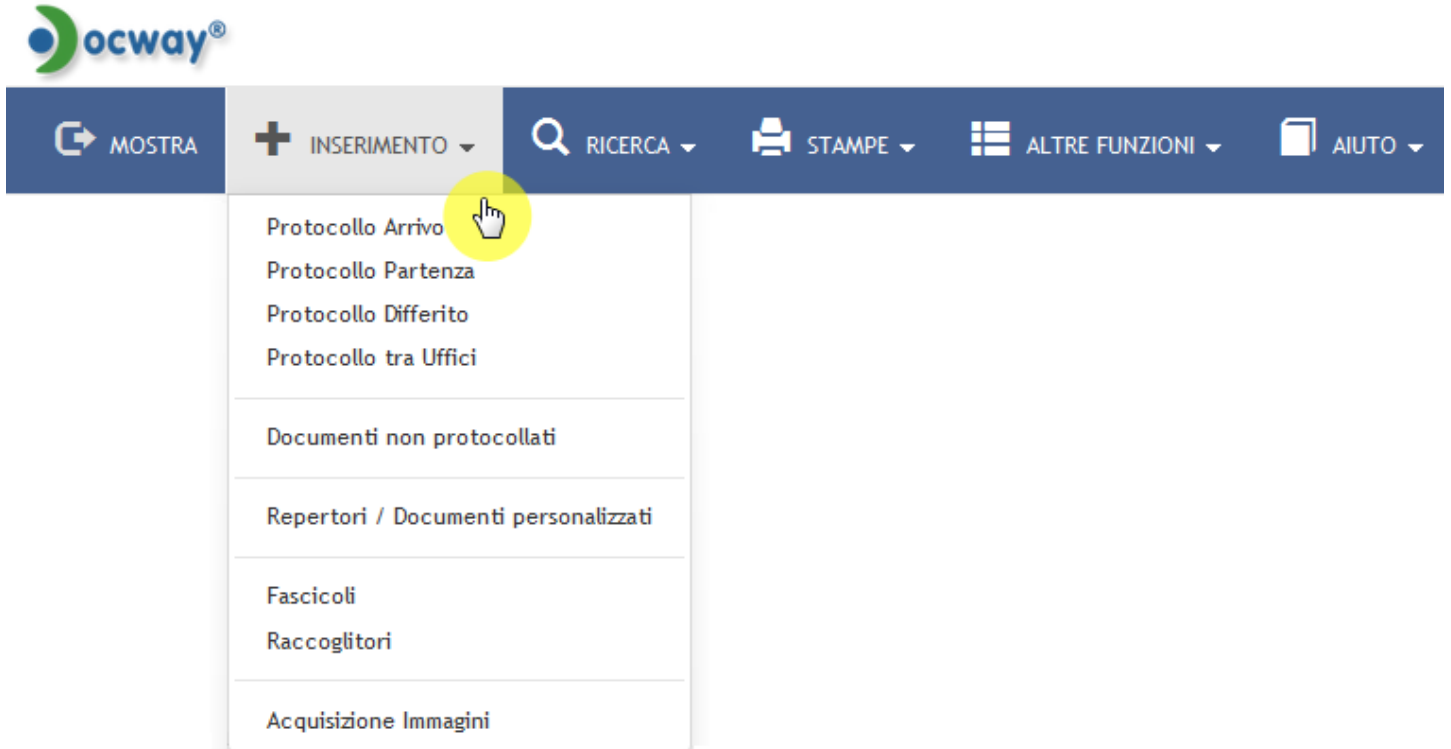 Docway®
MOSTRA INSERIMENTO RICERCA STAMPE ALTRE FUNZIONI AIUTO
Protocollo Arrivo
Protocollo Partenza
Protocollo Differito
Protocollo tra Uffici
Documenti non protocollati
Repertori / Documenti personalizzati
Fascicoli
Raccoglitori
Acquisizione Immagini